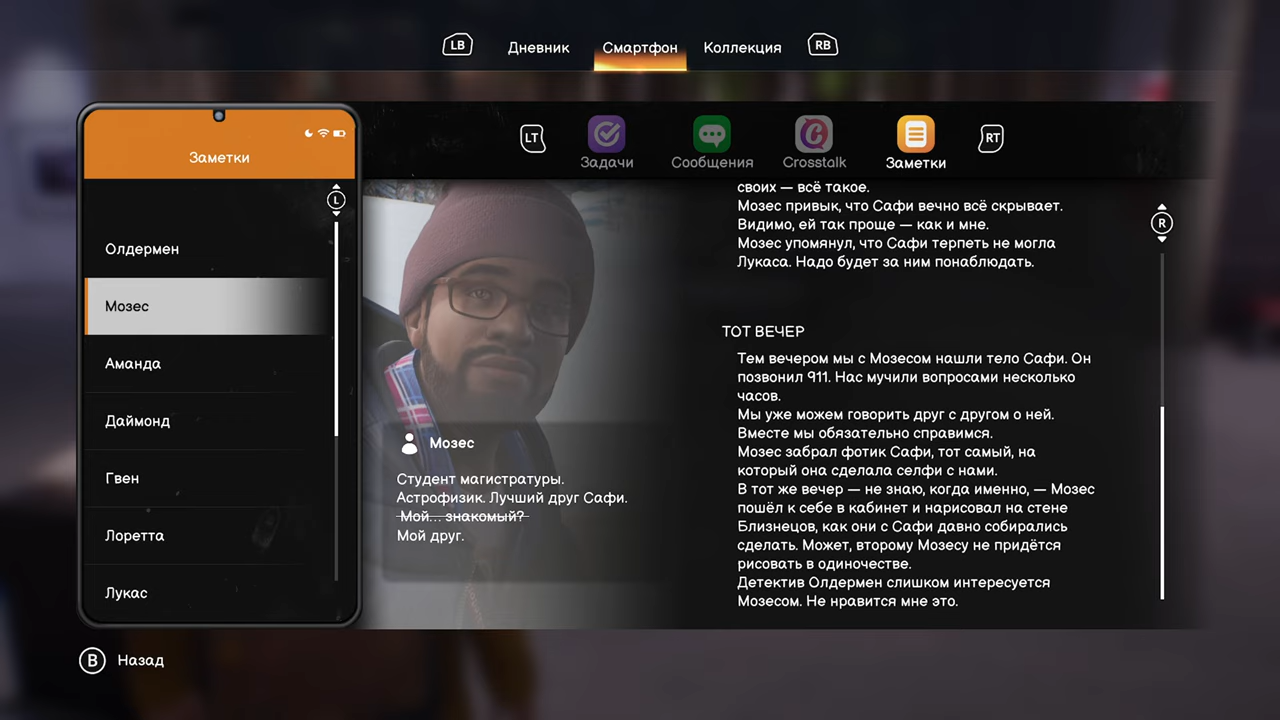 LB
Дневник
Смартфон
Коллекция
RB
Заметки
L
Олдермен
Мозес
Аманда
Даймонд
Гвен
Лоретта
Лукас
LT
Задачи
Сообщения
Crosstalk
Заметки
RT
Мозес
Студент магистратуры.
Астрофизик. Лучший друг Сафи.
Мой... знакомый?
Мой друг.
своих — всё такое.
Мозес привык, что Сафи вечно всё скрывает.
Видимо, ей так проще — как и мне.
Мозес упомянул, что Сафи терпеть не могла
Лукаса. Надо будет за ним понаблюдать.
R
ТОТ ВЕЧЕР
Тем вечером мы с Мозесом нашли тело Сафи. Он
позвонил 911. Нас мучили вопросами несколько
часов.
Мы уже можем говорить друг с другом о ней.
Вместе мы обязательно справимся.
Мозес забрал фотик Сафи, тот самый, на
который она сделала селфи с нами.
В тот же вечер — не знаю, когда именно, — Мозес
пошёл к себе в кабинет и нарисовал на стене
Близнецов, как они с Сафи давно собирались
сделать. Может, второму Мозесу не придётся
рисовать в одиночестве.
Детектив Олдермен слишком интересуется
Мозесом. Не нравится мне это.
B
Назад